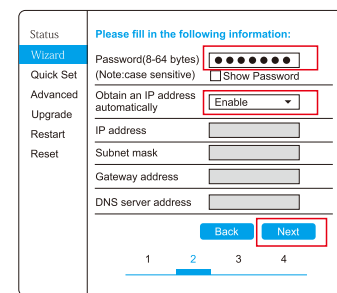 Status
Wizard
Quick Set
Advanced
Upgrade
Restart
Reset
Please fill in the following information:
Password(8-64 bytes)
(Note:case sensitive)
Show Password
Obtain an IP address
automatically
Enable
IP address
Subnet mask
Gateway address
DNS server address
Back
Next
1 2 3 4